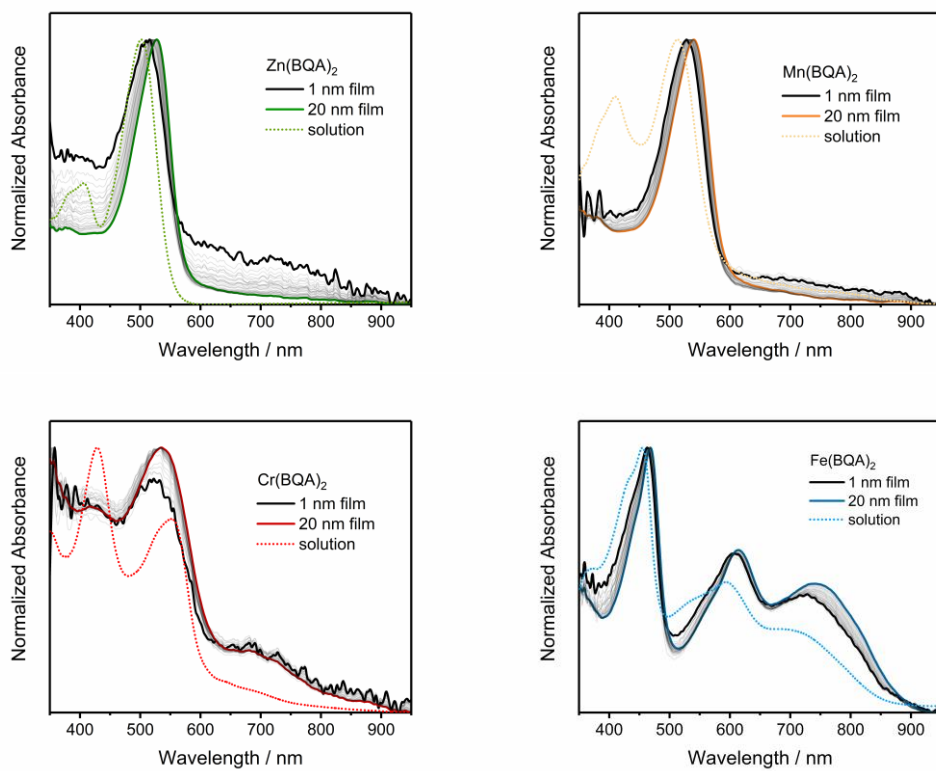 Normalized Absorbance
Zn(BQA)₂
1 nm film
20 nm film
solution
400 500 600 700 800 900
Wavelength / nm
Normalized Absorbance
Mn(BQA)₂
1 nm film
20 nm film
solution
400 500 600 700 800 900
Wavelength / nm
Normalized Absorbance
Cr(BQA)₂
1 nm film
20 nm film
solution
400 500 600 700 800 900
Wavelength / nm
Normalized Absorbance
Fe(BQA)₂
1 nm film
20 nm film
solution
400 500 600 700 800 900
Wavelength / nm